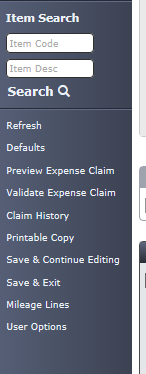 Item Search
Item Code
Item Desc
Search
Refresh
Defaults
Preview Expense Claim
Validate Expense Claim
Claim History
Printable Copy
Save & Continue Editing
Save & Exit
Mileage Lines
User Options